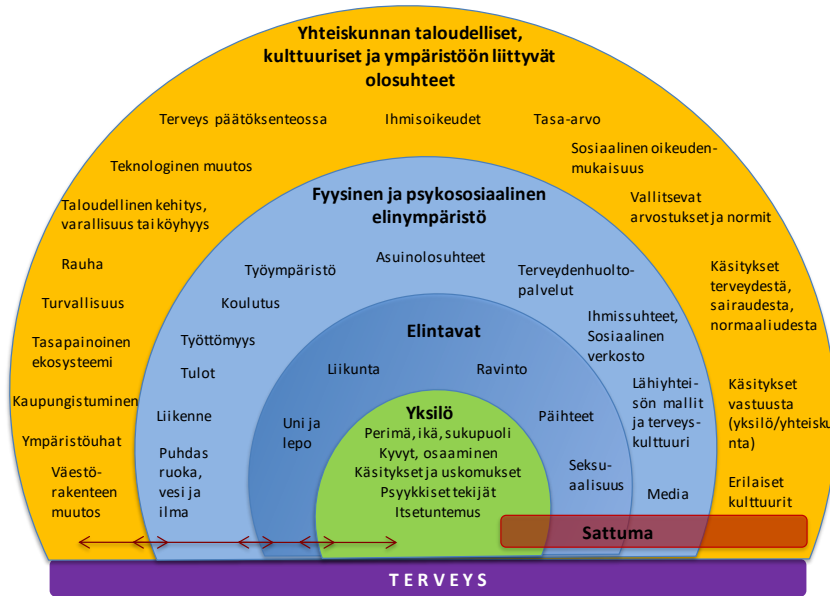 Yhteiskunnan taloudelliset,
kulttuuriset ja ympäristöön liittyvät
olosuhteet
Terveys päätöksenteossa
Ihmisoikeudet
Tasa-arvo
Sosiaalinen oikeuden-
mukaisuus
Teknologinen muutos
Vallitsevat
arvostukset ja normit
Taloudellinen kehitys,
varallisuus tai köyhyys
Rauha
Turvallisuus
Tasapainoinen
ekosysteemi
Kaupungistuminen
Ympäristöuhat
Väestö-
rakenteen
muutos
Käsitykset
terveydestä,
sairaudesta,
normaaliudesta
Käsitykset
vastuusta
(yksilö/yhteisku
nta)
Erilaiset
kulttuurit
Fyysinen ja psykososiaalinen
elinympäristö
Työympäristö
Asuinolosuhteet
Terveydenhuolto-
palvelut
Koulutus
Työttömyys
Tulot
Liikenne
Puhdas
ruoka,
vesi ja
ilma
Ihmissuhteet,
Sosiaalinen
verkosto
Lähiyhtei-
sön mallit
ja terveys-
kulttuuri
Media
Elintavat
Liikunta
Ravinto
Uni ja
lepo
Päihteet
Seksu-
aalisuus
Yksilö
Perimä, ikä, sukupuoli
Kyvyt, osaaminen
Käsitykset ja uskomukset
Psyykkiset tekijät
Itsetuntemus
Sattuma
TERVEYS